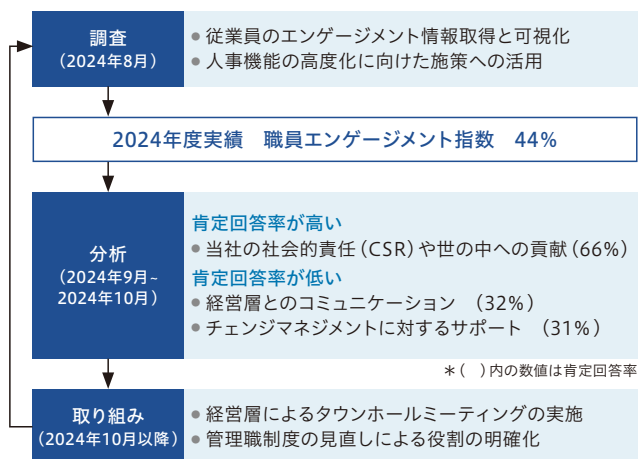 調査
(2024年8月)
● 従業員のエンゲージメント情報取得と可視化
● 人事機能の高度化に向けた施策への活用
2024年度実績　職員エンゲージメント指数　44%
分析
(2024年9月~
2024年10月)
肯定回答率が高い
● 当社の社会的責任(CSR)や世の中への貢献(66%)
肯定回答率が低い
● 経営層とのコミュニケーション　(32%)
● チェンジマネジメントに対するサポート　(31%)
＊(　)内の数値は肯定回答率
取り組み
(2024年10月以降)
● 経営層によるタウンホールミーティングの実施
● 管理職制度の見直しによる役割の明確化